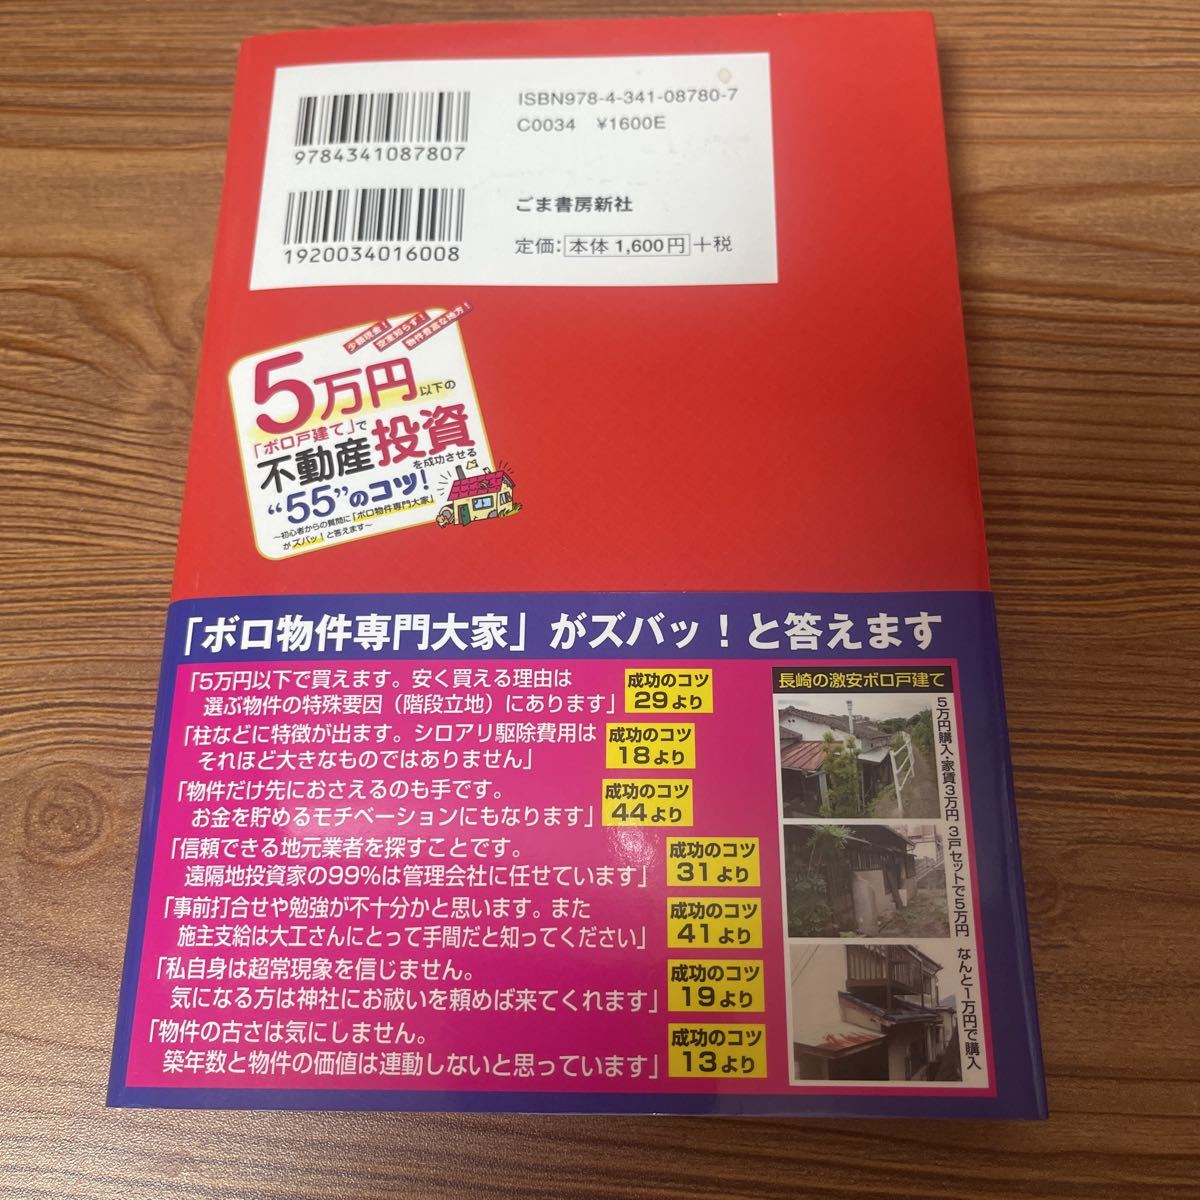 ISBN978-4-341-08780-7
C0034 ¥1600E
9784341087807
ごま書房新社
1920034016008
定価：本体 1,600円+税
少額現金！
空室知らず！
物件豊富な地方！
5万円以下の
「ボロ戸建て」で
不動産投資を成功させる
“55”のコツ！
〜初心者からの質問に「ボロ物件専門大家」
がズバッ！と答えます〜
「ボロ物件専門大家」がズバッ！と答えます
「5万円以下で買えます。安く買える理由は
選ぶ物件の特殊要因（階段立地）にあります」
成功のコツ
29より
「柱などに特徴が出ます。シロアリ駆除費用は
それほど大きなものではありません」
成功のコツ
18より
「物件だけ先におさえるのも手です。
お金を貯めるモチベーションにもなります」
成功のコツ
44より
「信頼できる地元業者を探すことです。
遠隔地投資家の99%は管理会社に任せています」
成功のコツ
31より
「事前打合せや勉強が不十分かと思います。また
施主支給は大工さんにとって手間だと知ってください」
成功のコツ
41より
「私自身は超常現象を信じません。
気になる方は神社にお祓いを頼めば来てくれます」
成功のコツ
19より
「物件の古さは気にしません。
築年数と物件の価値は連動しないと思っています」
成功のコツ
13より
長崎の激安ボロ戸建て
5万円購入・家賃3万円
3戸セットで5万円
なんと1万円で購入